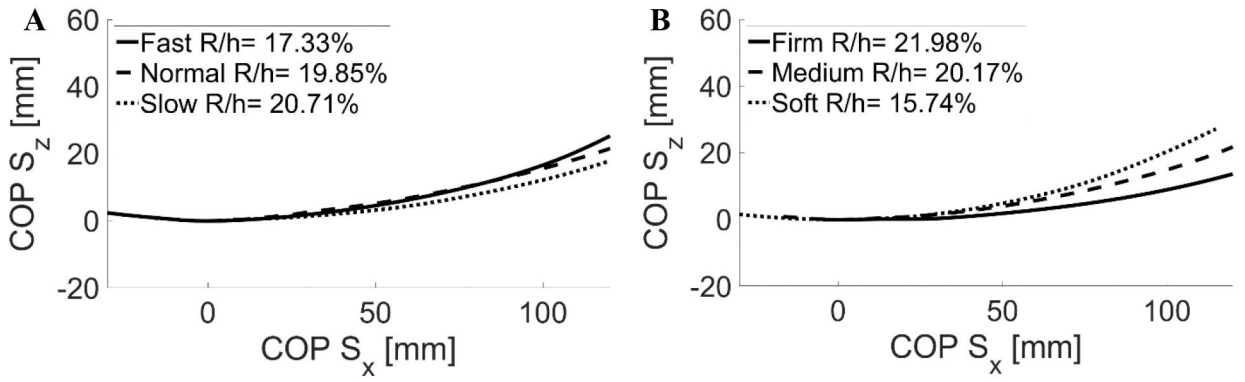 A
COP S_z [mm]
60
40
20
0
-20
Fast R/h= 17.33%
Normal R/h= 19.85%
Slow R/h= 20.71%
0 50 100
COP S_x [mm]
B
COP S_z [mm]
60
40
20
0
-20
Firm R/h= 21.98%
Medium R/h= 20.17%
Soft R/h= 15.74%
0 50 100
COP S_x [mm]